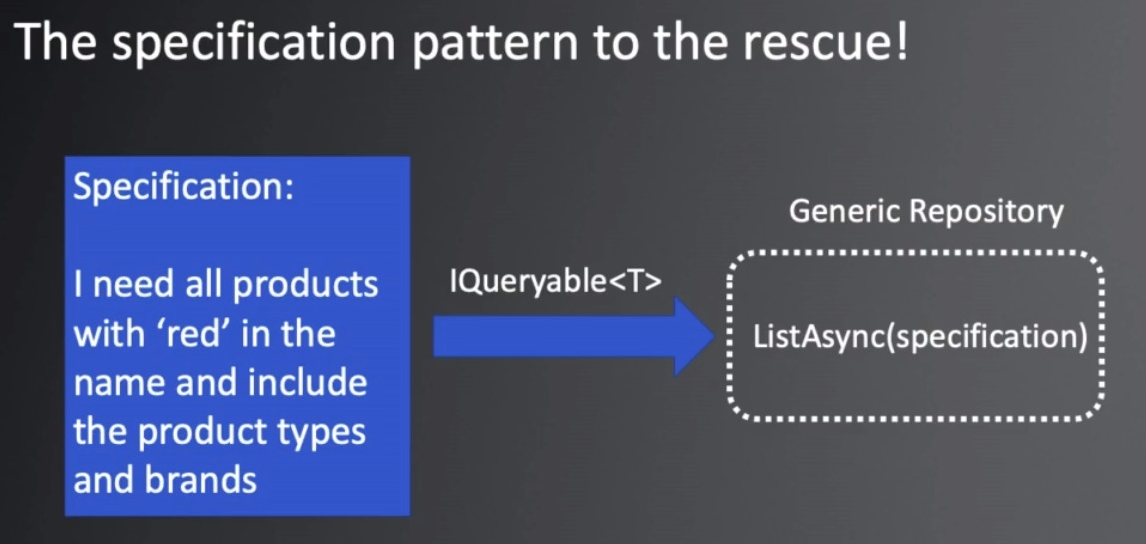 The specification pattern to the rescue!
Specification:
I need all products
with ‘red’ in the
name and include
the product types
and brands
IQueryable<T>
Generic Repository
ListAsync(specification)